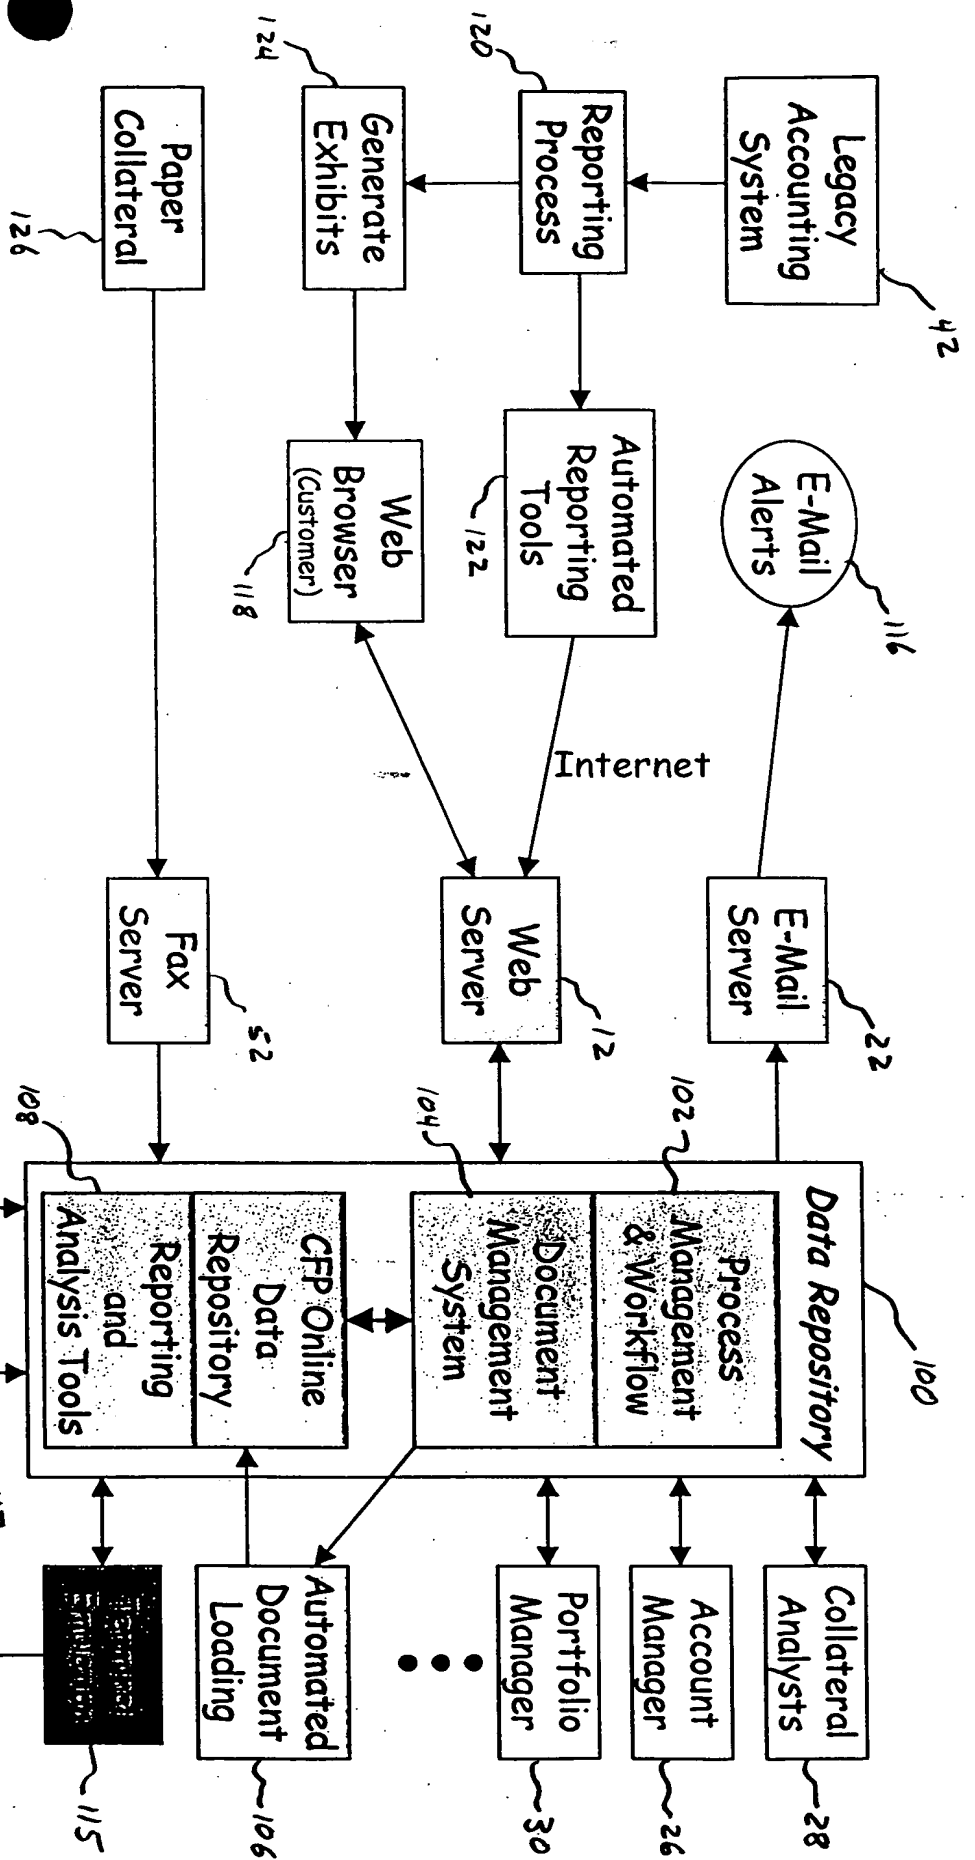 Legacy
Accounting
System
42
E-Mail
Alerts
116
E-Mail
Server
22
Data Repository
100
Collateral
Analysts
28
120
Reporting
Process
Automated
Reporting
Tools
122
Internet
Web
Server
12
102
Process
Management
& Workflow
Account
Manager
26
124
Generate
Exhibits
Web
Browser
(Customer)
118
104
Document
Management
System
Portfolio
Manager
30
CFP Online
Data
Repository
Automated
Document
Loading
106
Paper
Collateral
126
Fax
Server
52
108
Reporting
and
Analysis Tools
115